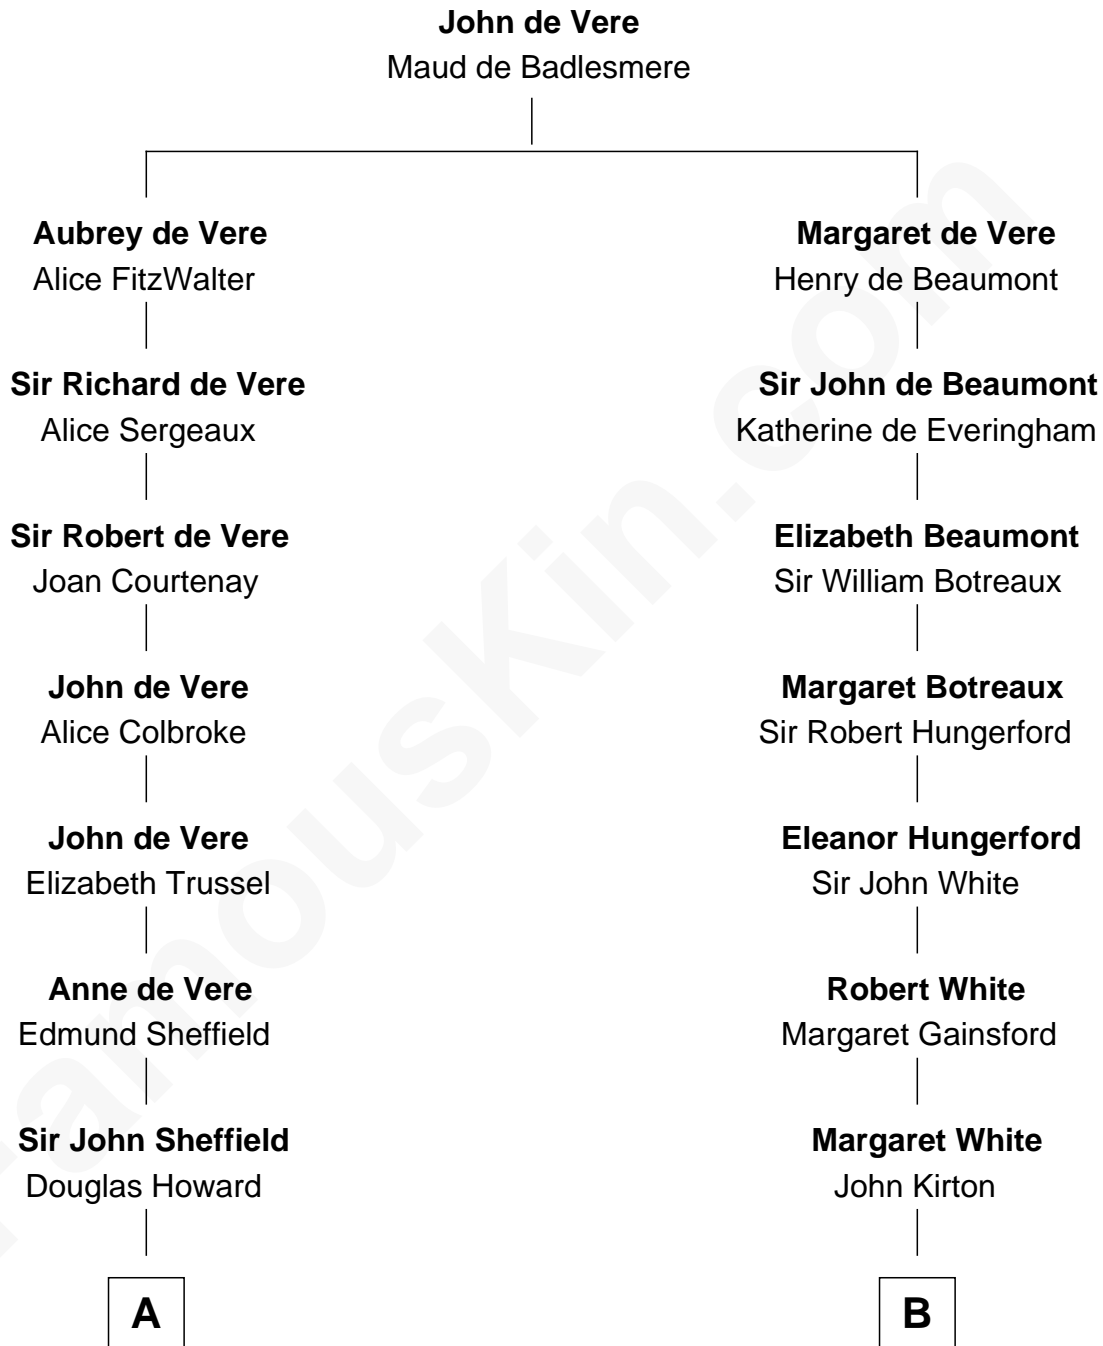 John de Vere
Maud de Badlesmere
Aubrey de Vere
Alice FitzWalter
Margaret de Vere
Henry de Beaumont
Sir Richard de Vere
Alice Sergeaux
Sir John de Beaumont
Katherine de Everingham
Sir Robert de Vere
Joan Courtenay
Elizabeth Beaumont
Sir William Botreaux
John de Vere
Alice Colbroke
Margaret Botreaux
Sir Robert Hungerford
John de Vere
Elizabeth Trussel
Eleanor Hungerford
Sir John White
Anne de Vere
Edmund Sheffield
Robert White
Margaret Gainsford
Sir John Sheffield
Douglas Howard
Margaret White
John Kirton
A
B
FamousKin.com